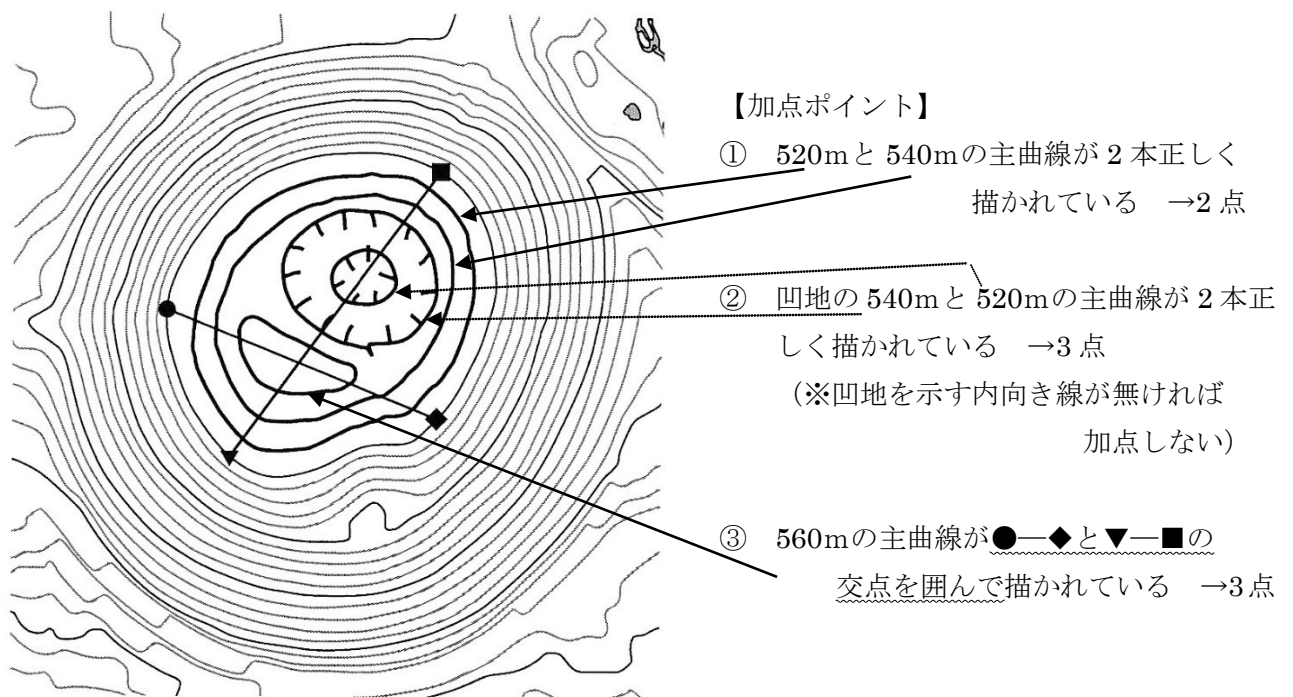 【加点ポイント】
① 520mと540mの主曲線が2本正しく
描かれている →2点
② 凹地の540mと520mの主曲線が2本正
しく描かれている →3点
(※凹地を示す内向き線が無ければ
加点しない)
③ 560mの主曲線が●―◆と▼―■の
交点を囲んで描かれている →3点